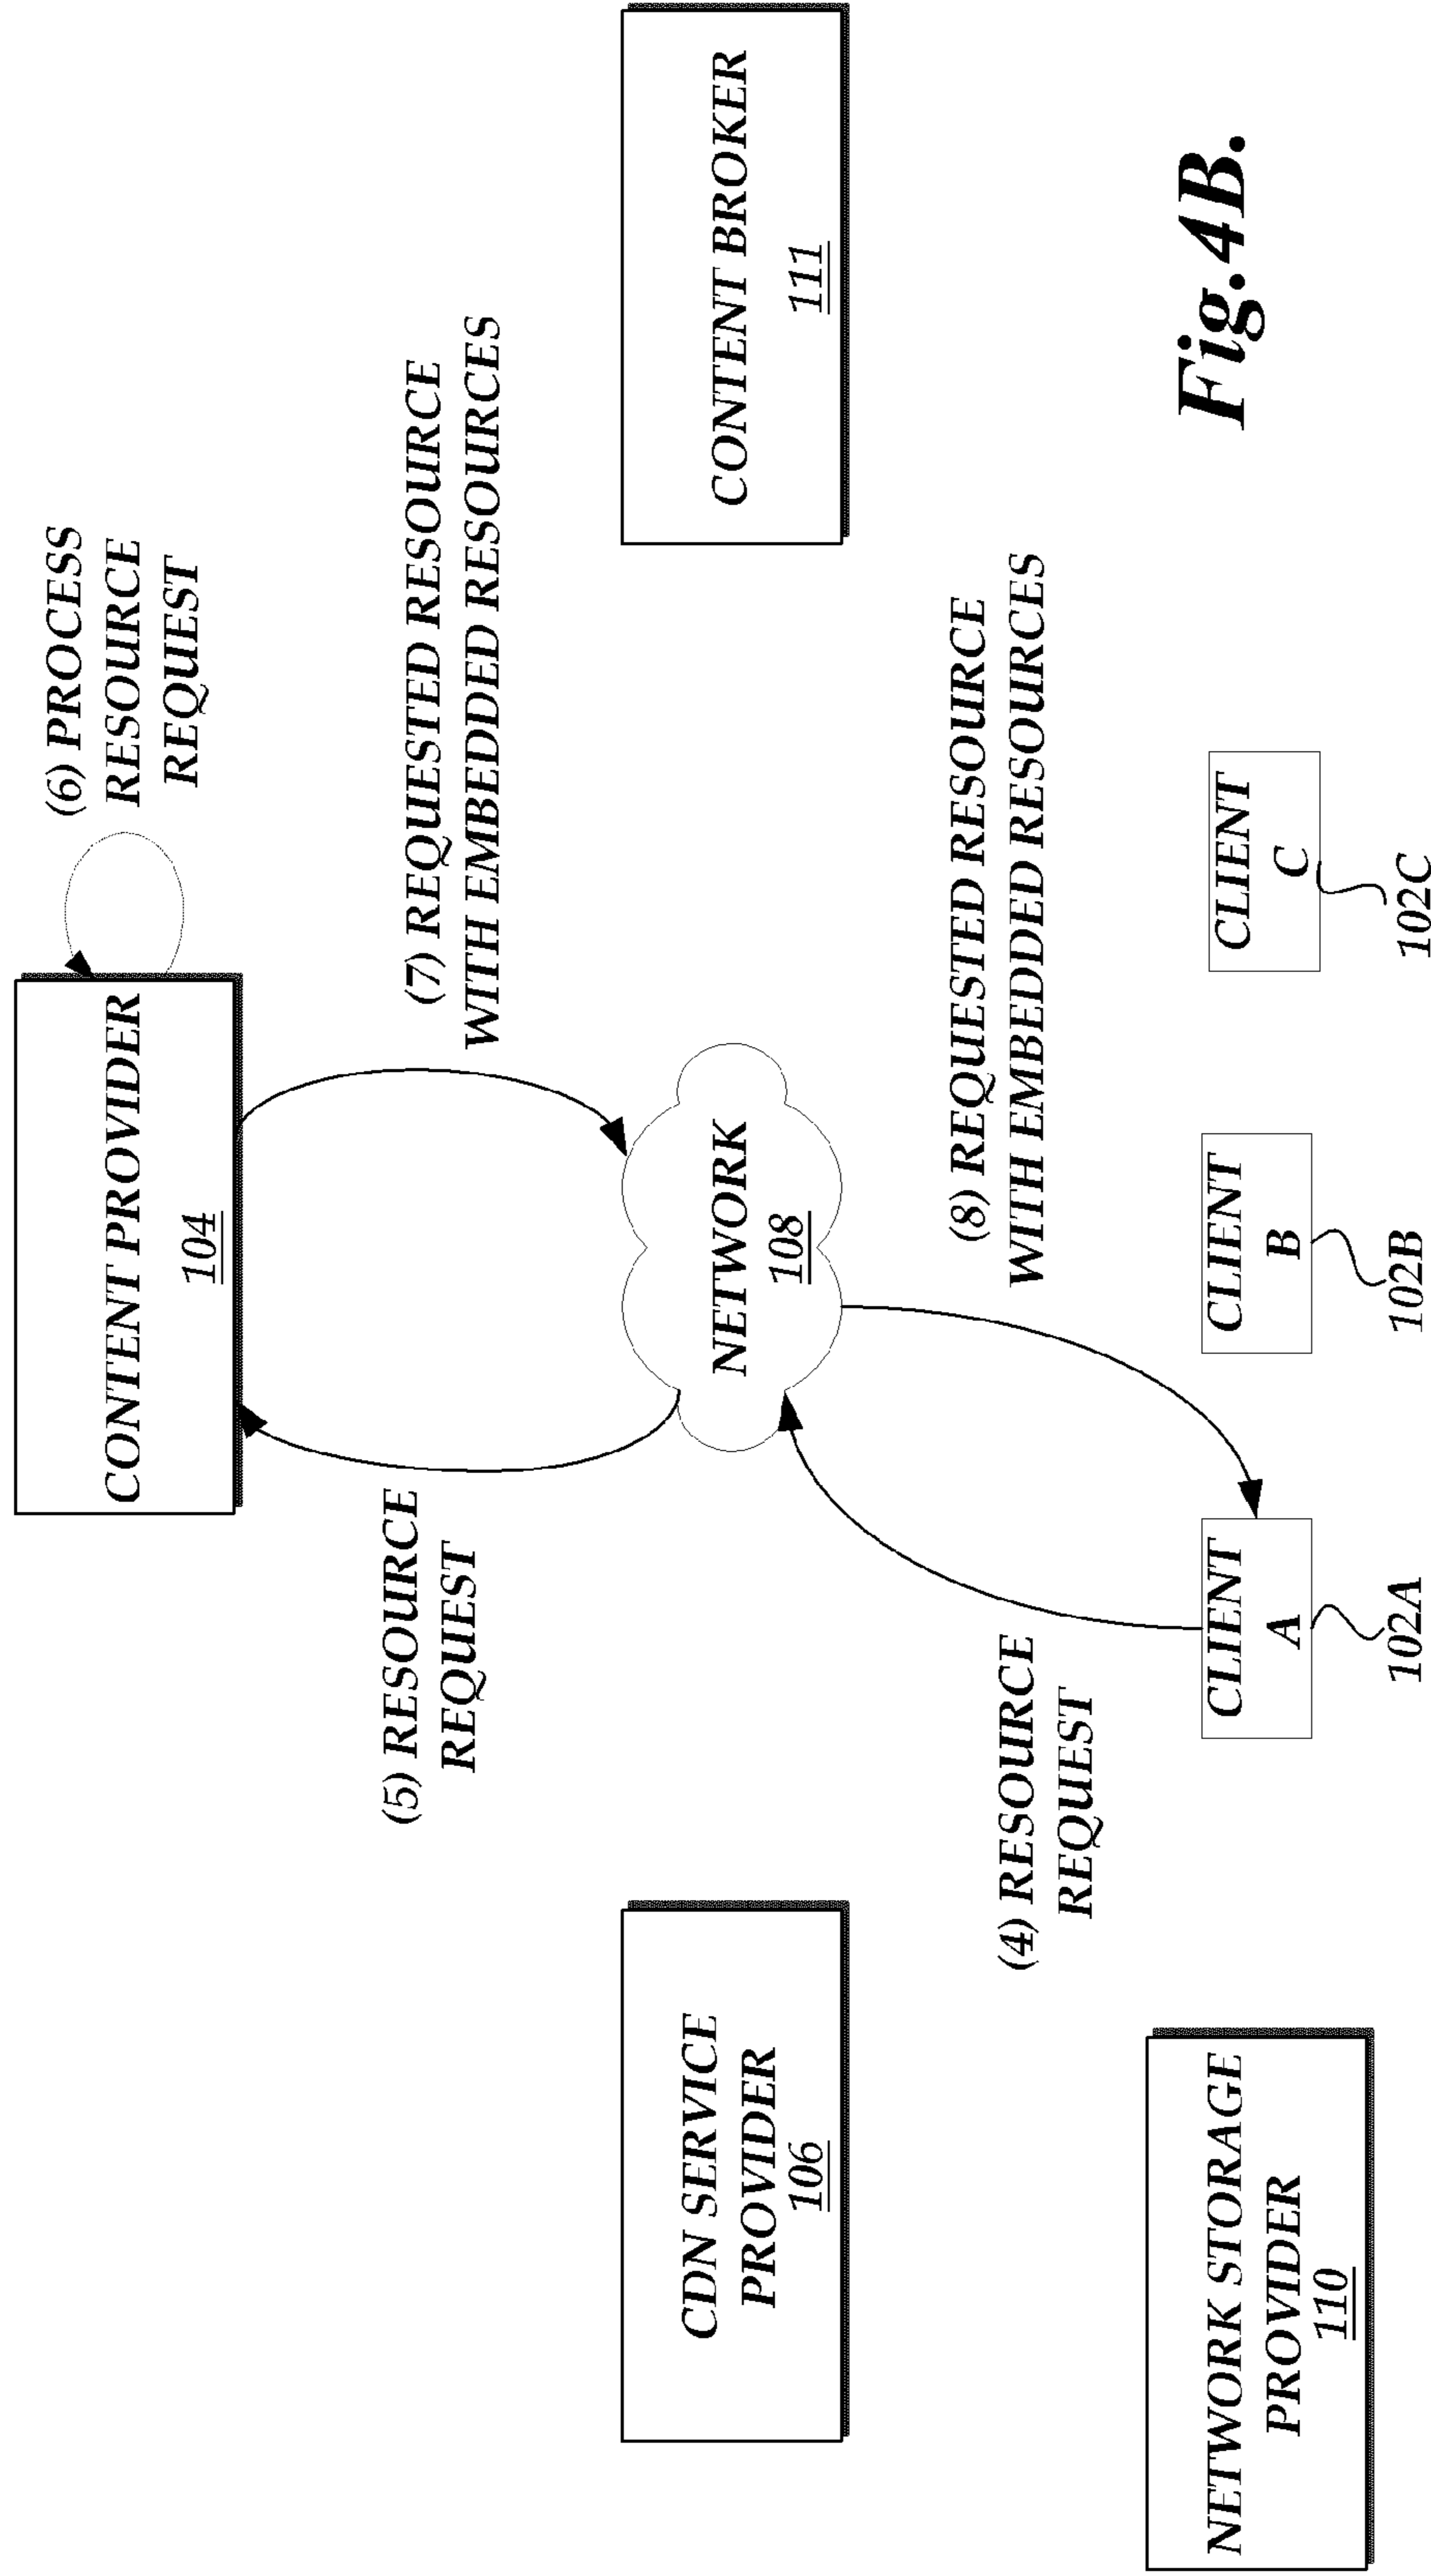 CONTENT PROVIDER
104
(6) PROCESS
RESOURCE
REQUEST
(5) RESOURCE
REQUEST
(7) REQUESTED RESOURCE
WITH EMBEDDED RESOURCES
CDN SERVICE
PROVIDER
106
NETWORK
108
CONTENT BROKER
111
(4) RESOURCE
REQUEST
(8) REQUESTED RESOURCE
WITH EMBEDDED RESOURCES
NETWORK STORAGE
PROVIDER
110
CLIENT
A
102A
CLIENT
B
102B
CLIENT
C
102C
Fig.4B.